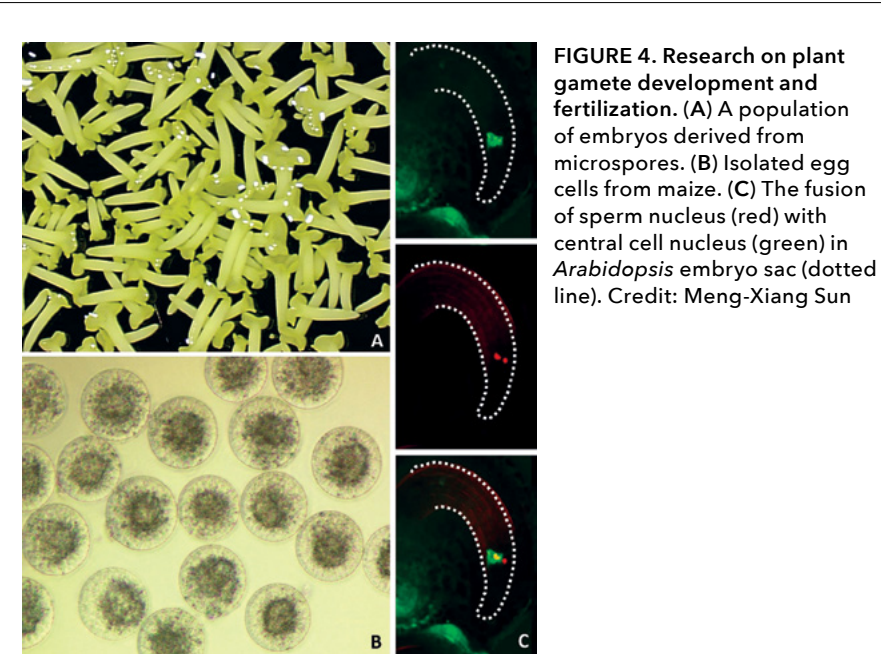 FIGURE 4. Research on plant
gamete development and
fertilization. (A) A population
of embryos derived from
microspores. (B) Isolated egg
cells from maize. (C) The fusion
of sperm nucleus (red) with
central cell nucleus (green) in
Arabidopsis embryo sac (dotted
line). Credit: Meng-Xiang Sun
A
B
C